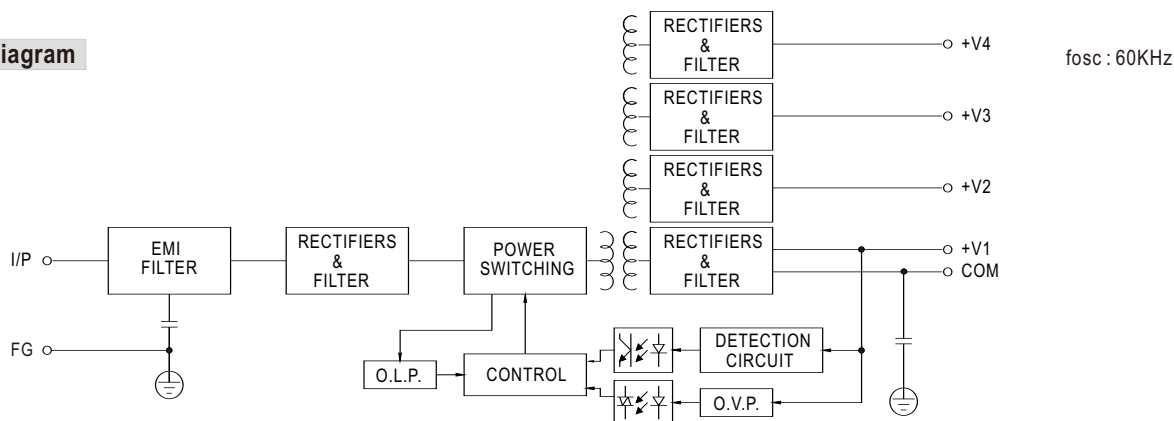 iagram
RECTIFIERS
&
FILTER
+V4
fosc : 60KHz
RECTIFIERS
&
FILTER
+V3
RECTIFIERS
&
FILTER
+V2
I/P
EMI
FILTER
RECTIFIERS
&
FILTER
POWER
SWITCHING
RECTIFIERS
&
FILTER
+V1
COM
FG
O.L.P.
CONTROL
DETECTION
CIRCUIT
O.V.P.